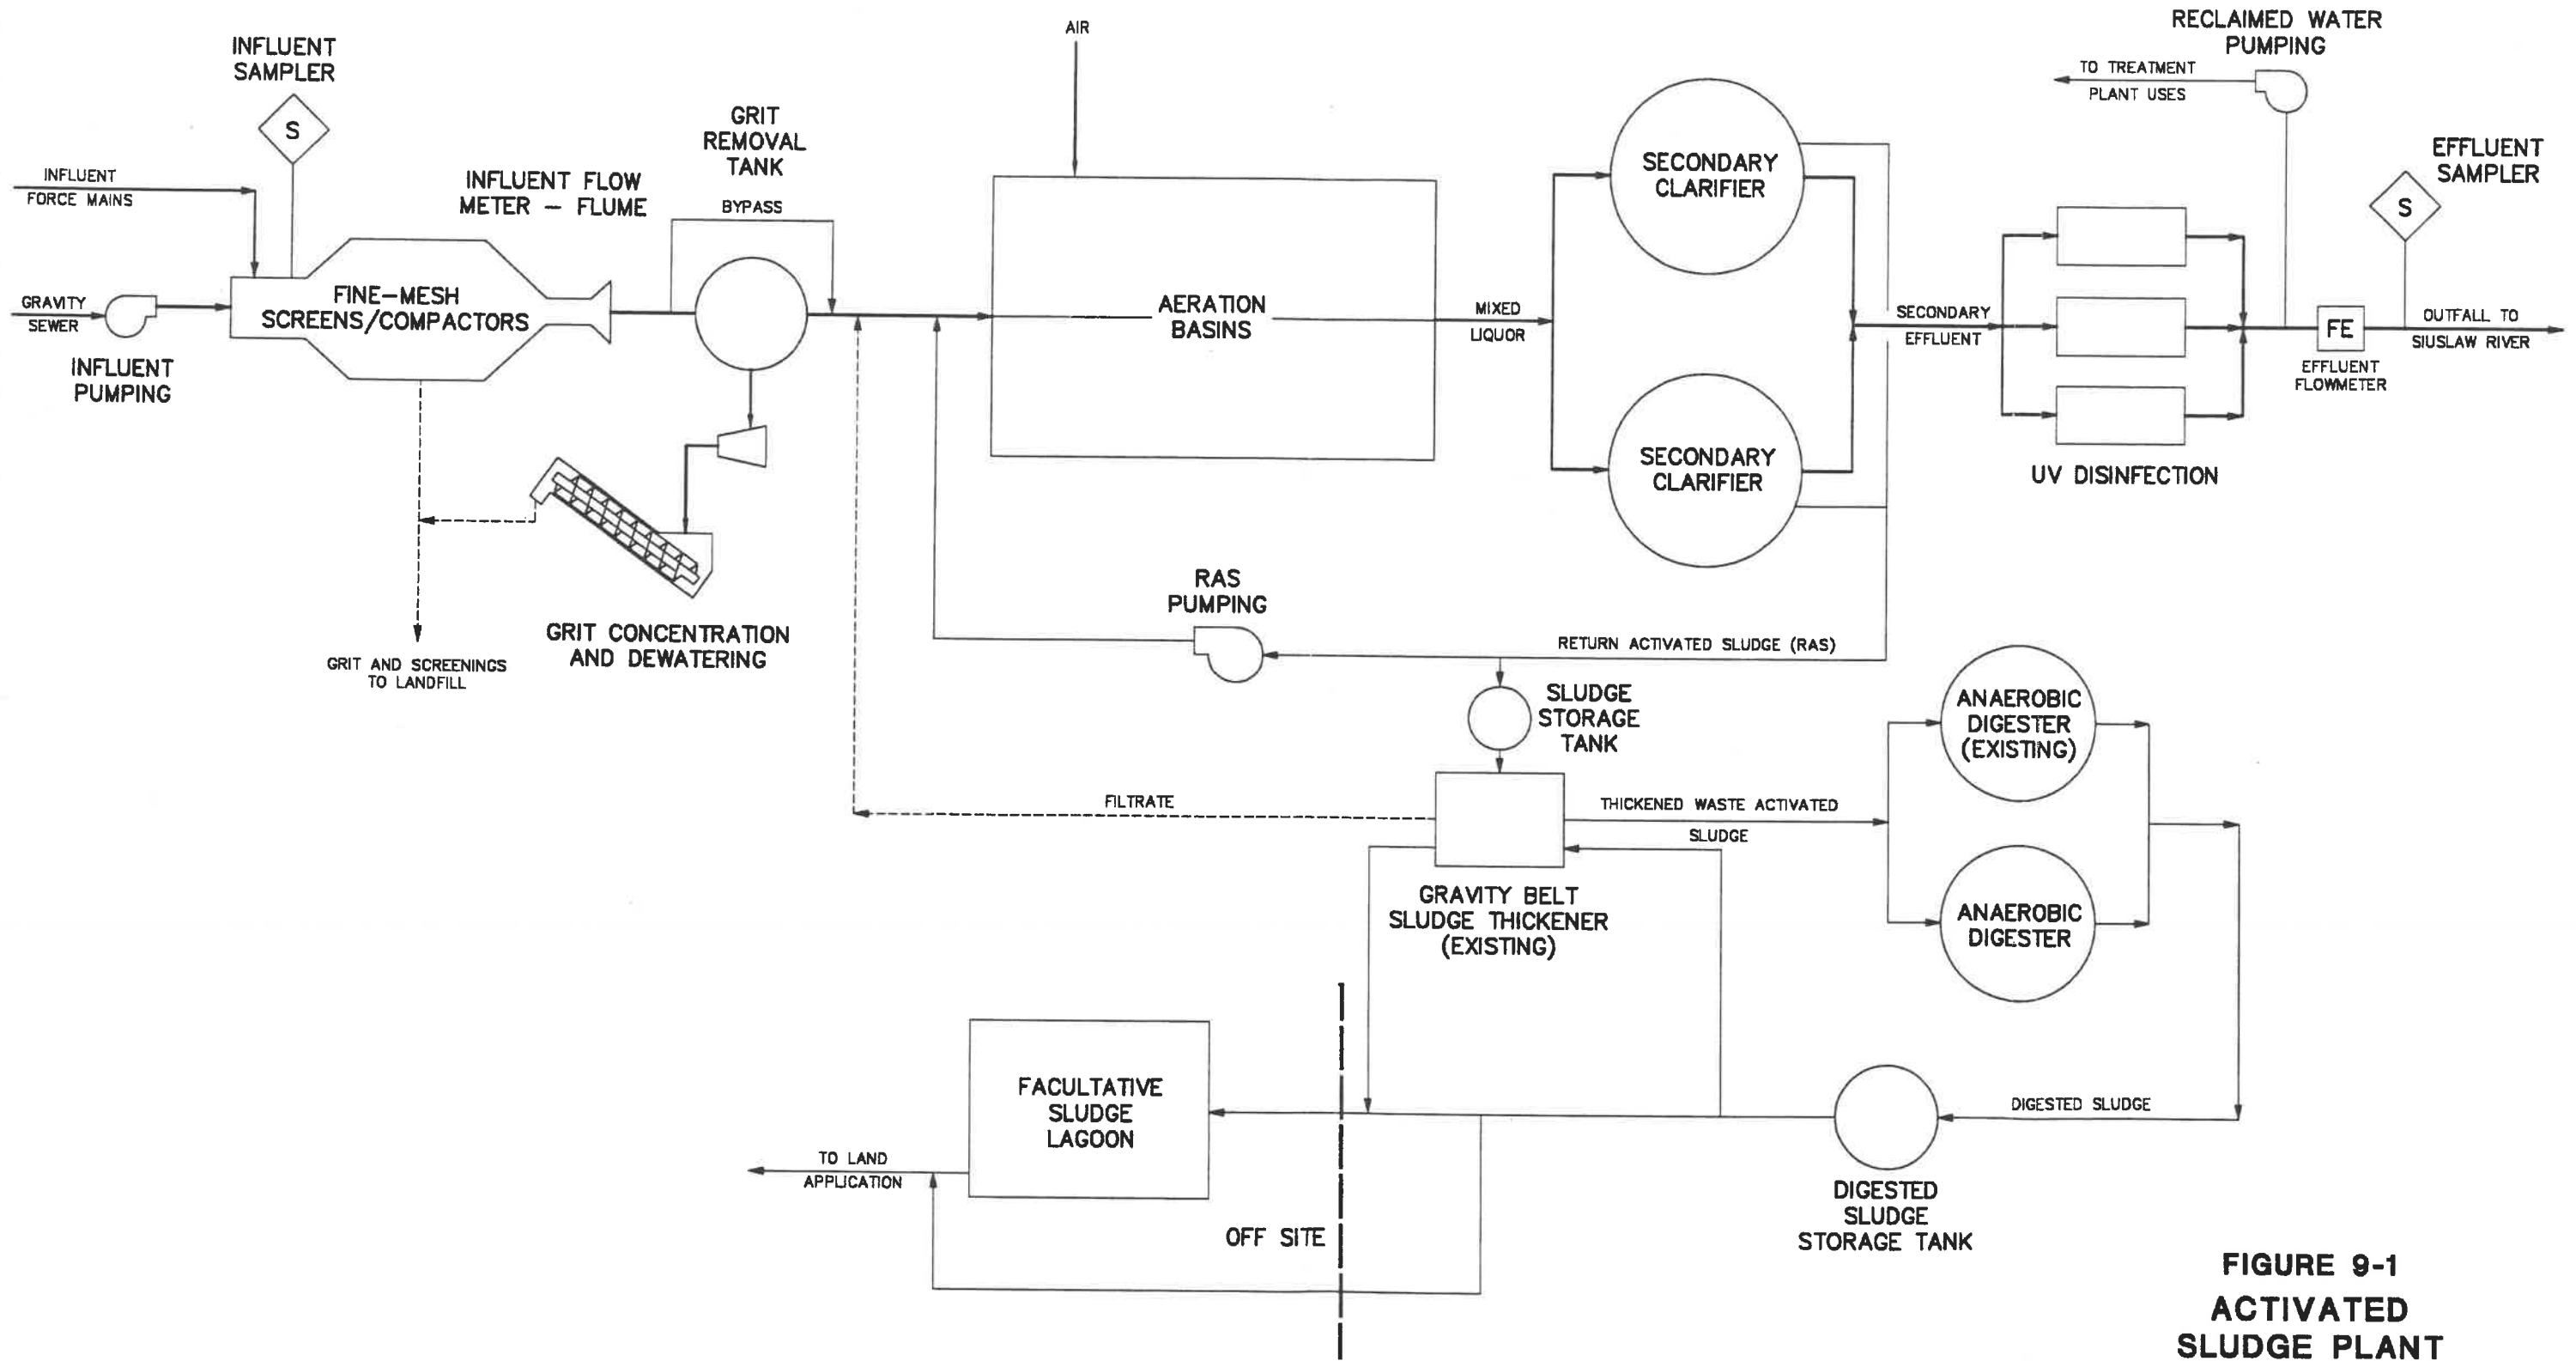 INFLUENT
SAMPLER
S
INFLUENT
FORCE MAINS
GRAVITY
SEWER
INFLUENT
PUMPING
FINE-MESH
SCREENS/COMPACTORS
INFLUENT FLOW
METER - FLUME
GRIT
REMOVAL
TANK
BYPASS
GRIT CONCENTRATION
AND DEWATERING
GRIT AND SCREENINGS
TO LANDFILL
AIR
AERATION
BASINS
MIXED
LIQUOR
SECONDARY
CLARIFIER
SECONDARY
CLARIFIER
SECONDARY
EFFLUENT
UV DISINFECTION
RECLAIMED WATER
PUMPING
TO TREATMENT
PLANT USES
EFFLUENT
SAMPLER
S
FE
EFFLUENT
FLOWMETER
OUTFALL TO
SIUSLAW RIVER
RAS
PUMPING
RETURN ACTIVATED SLUDGE (RAS)
SLUDGE
STORAGE
TANK
FILTRATE
THICKENED WASTE ACTIVATED
SLUDGE
GRAVITY BELT
SLUDGE THICKENER
(EXISTING)
ANAEROBIC
DIGESTER
(EXISTING)
ANAEROBIC
DIGESTER
DIGESTED SLUDGE
DIGESTED
SLUDGE
STORAGE TANK
FACULTATIVE
SLUDGE
LAGOON
TO LAND
APPLICATION
OFF SITE
FIGURE 9-1
ACTIVATED
SLUDGE PLANT